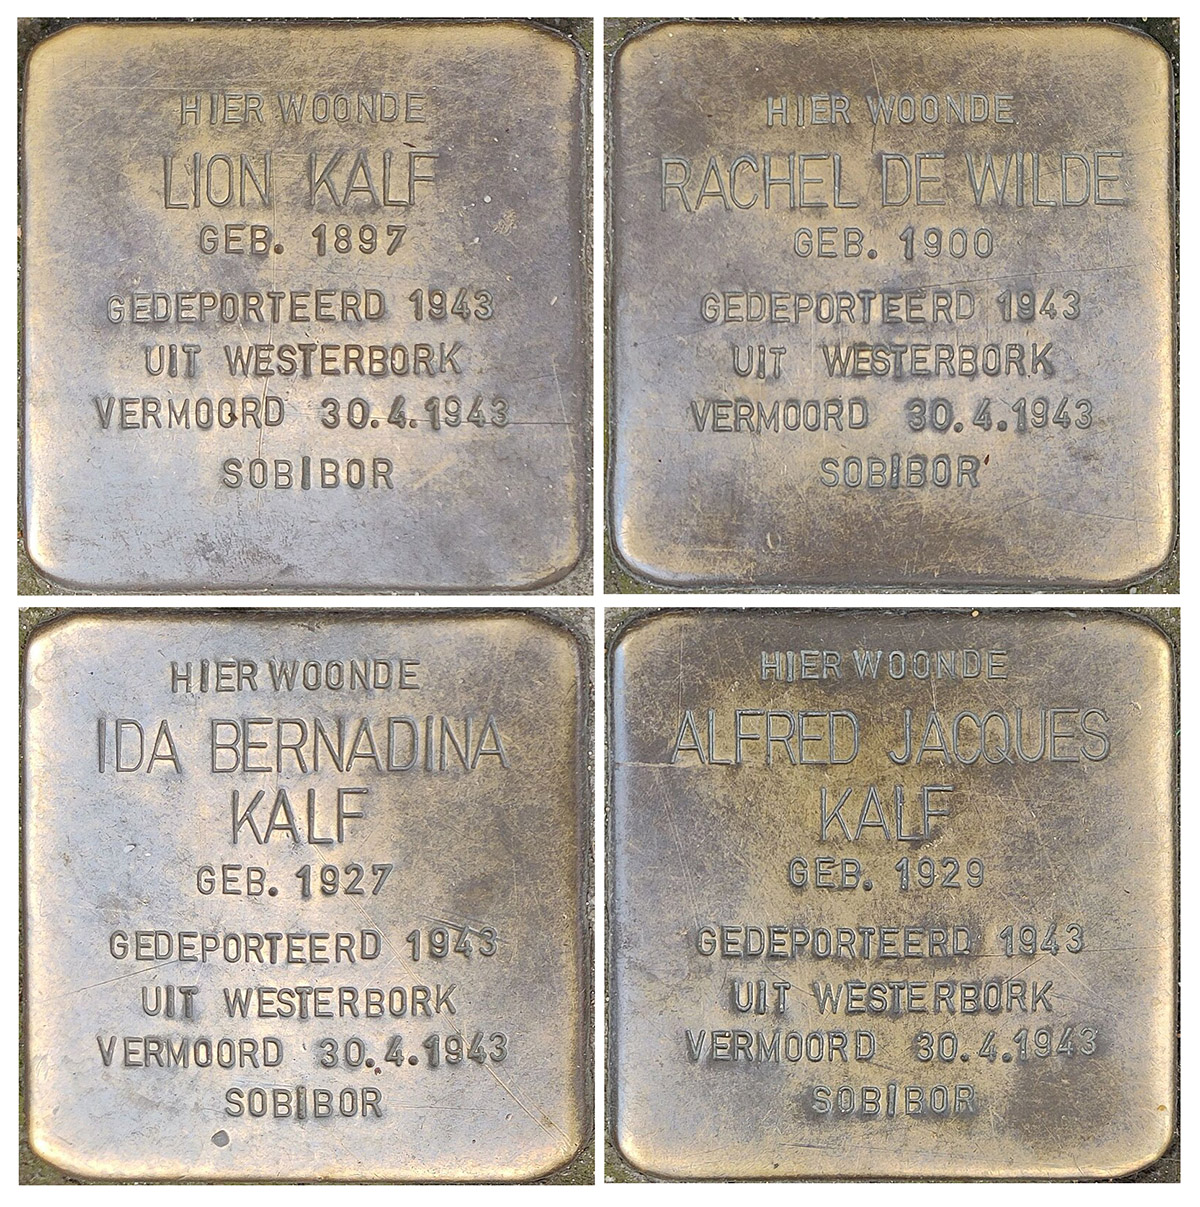 HIER WOONDE
LION KALF
GEB. 1897
GEDEPORTEERD 1943
UIT WESTERBORK
VERMOORD 30.4.1943
SOBIBOR
HIER WOONDE
RACHEL DE WILDE
GEB. 1900
GEDEPORTEERD 1943
UIT WESTERBORK
VERMOORD 30.4.1943
SOBIBOR
HIER WOONDE
IDA BERNADINA
KALF
GEB. 1927
GEDEPORTEERD 1943
UIT WESTERBORK
VERMOORD 30.4.1943
SOBIBOR
HIER WOONDE
ALFRED JACQUES
KALF
GEB. 1929
GEDEPORTEERD 1943
UIT WESTERBORK
VERMOORD 30.4.1943
SOBIBOR